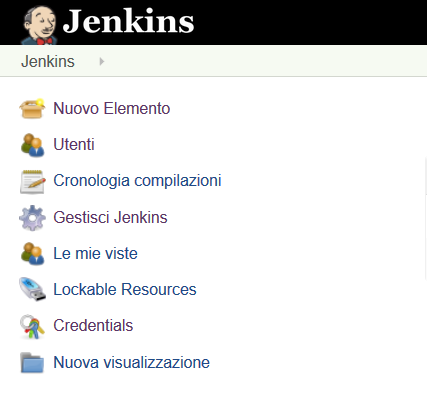 Jenkins
Jenkins
Nuovo Elemento
Utenti
Cronologia compilazioni
Gestisci Jenkins
Le mie viste
Lockable Resources
Credentials
Nuova visualizzazione